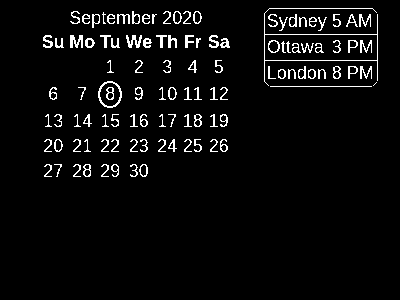 September 2020
Su Mo Tu We Th Fr Sa
1 2 3 4 5
6 7 8 9 10 11 12
13 14 15 16 17 18 19
20 21 22 23 24 25 26
27 28 29 30
Sydney 5 AM
Ottawa 3 PM
London 8 PM